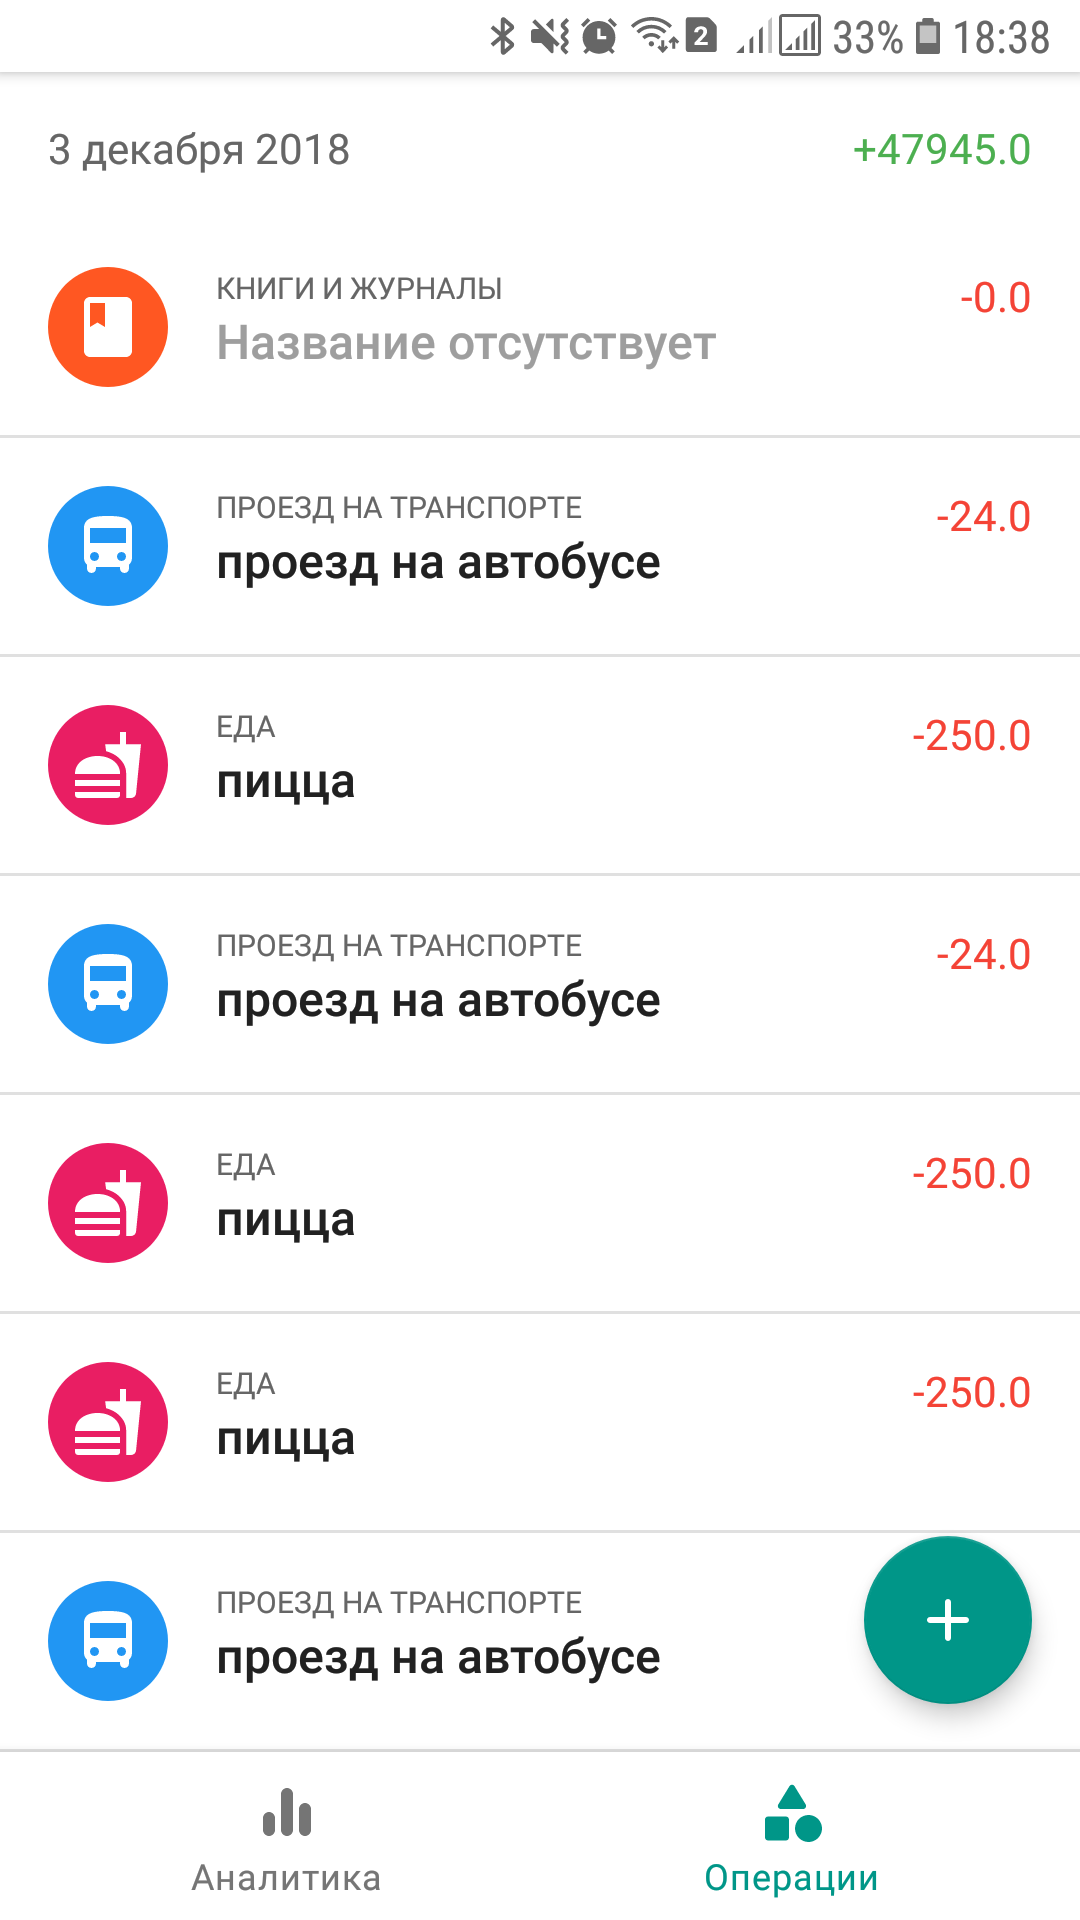 2 33% 18:38
3 декабря 2018 +47945.0
КНИГИ И ЖУРНАЛЫ -0.0
Название отсутствует
ПРОЕЗД НА ТРАНСПОРТЕ -24.0
проезд на автобусе
ЕДА -250.0
пицца
ПРОЕЗД НА ТРАНСПОРТЕ -24.0
проезд на автобусе
ЕДА -250.0
пицца
ЕДА -250.0
пицца
ПРОЕЗД НА ТРАНСПОРТЕ
проезд на автобусе
Аналитика Операции